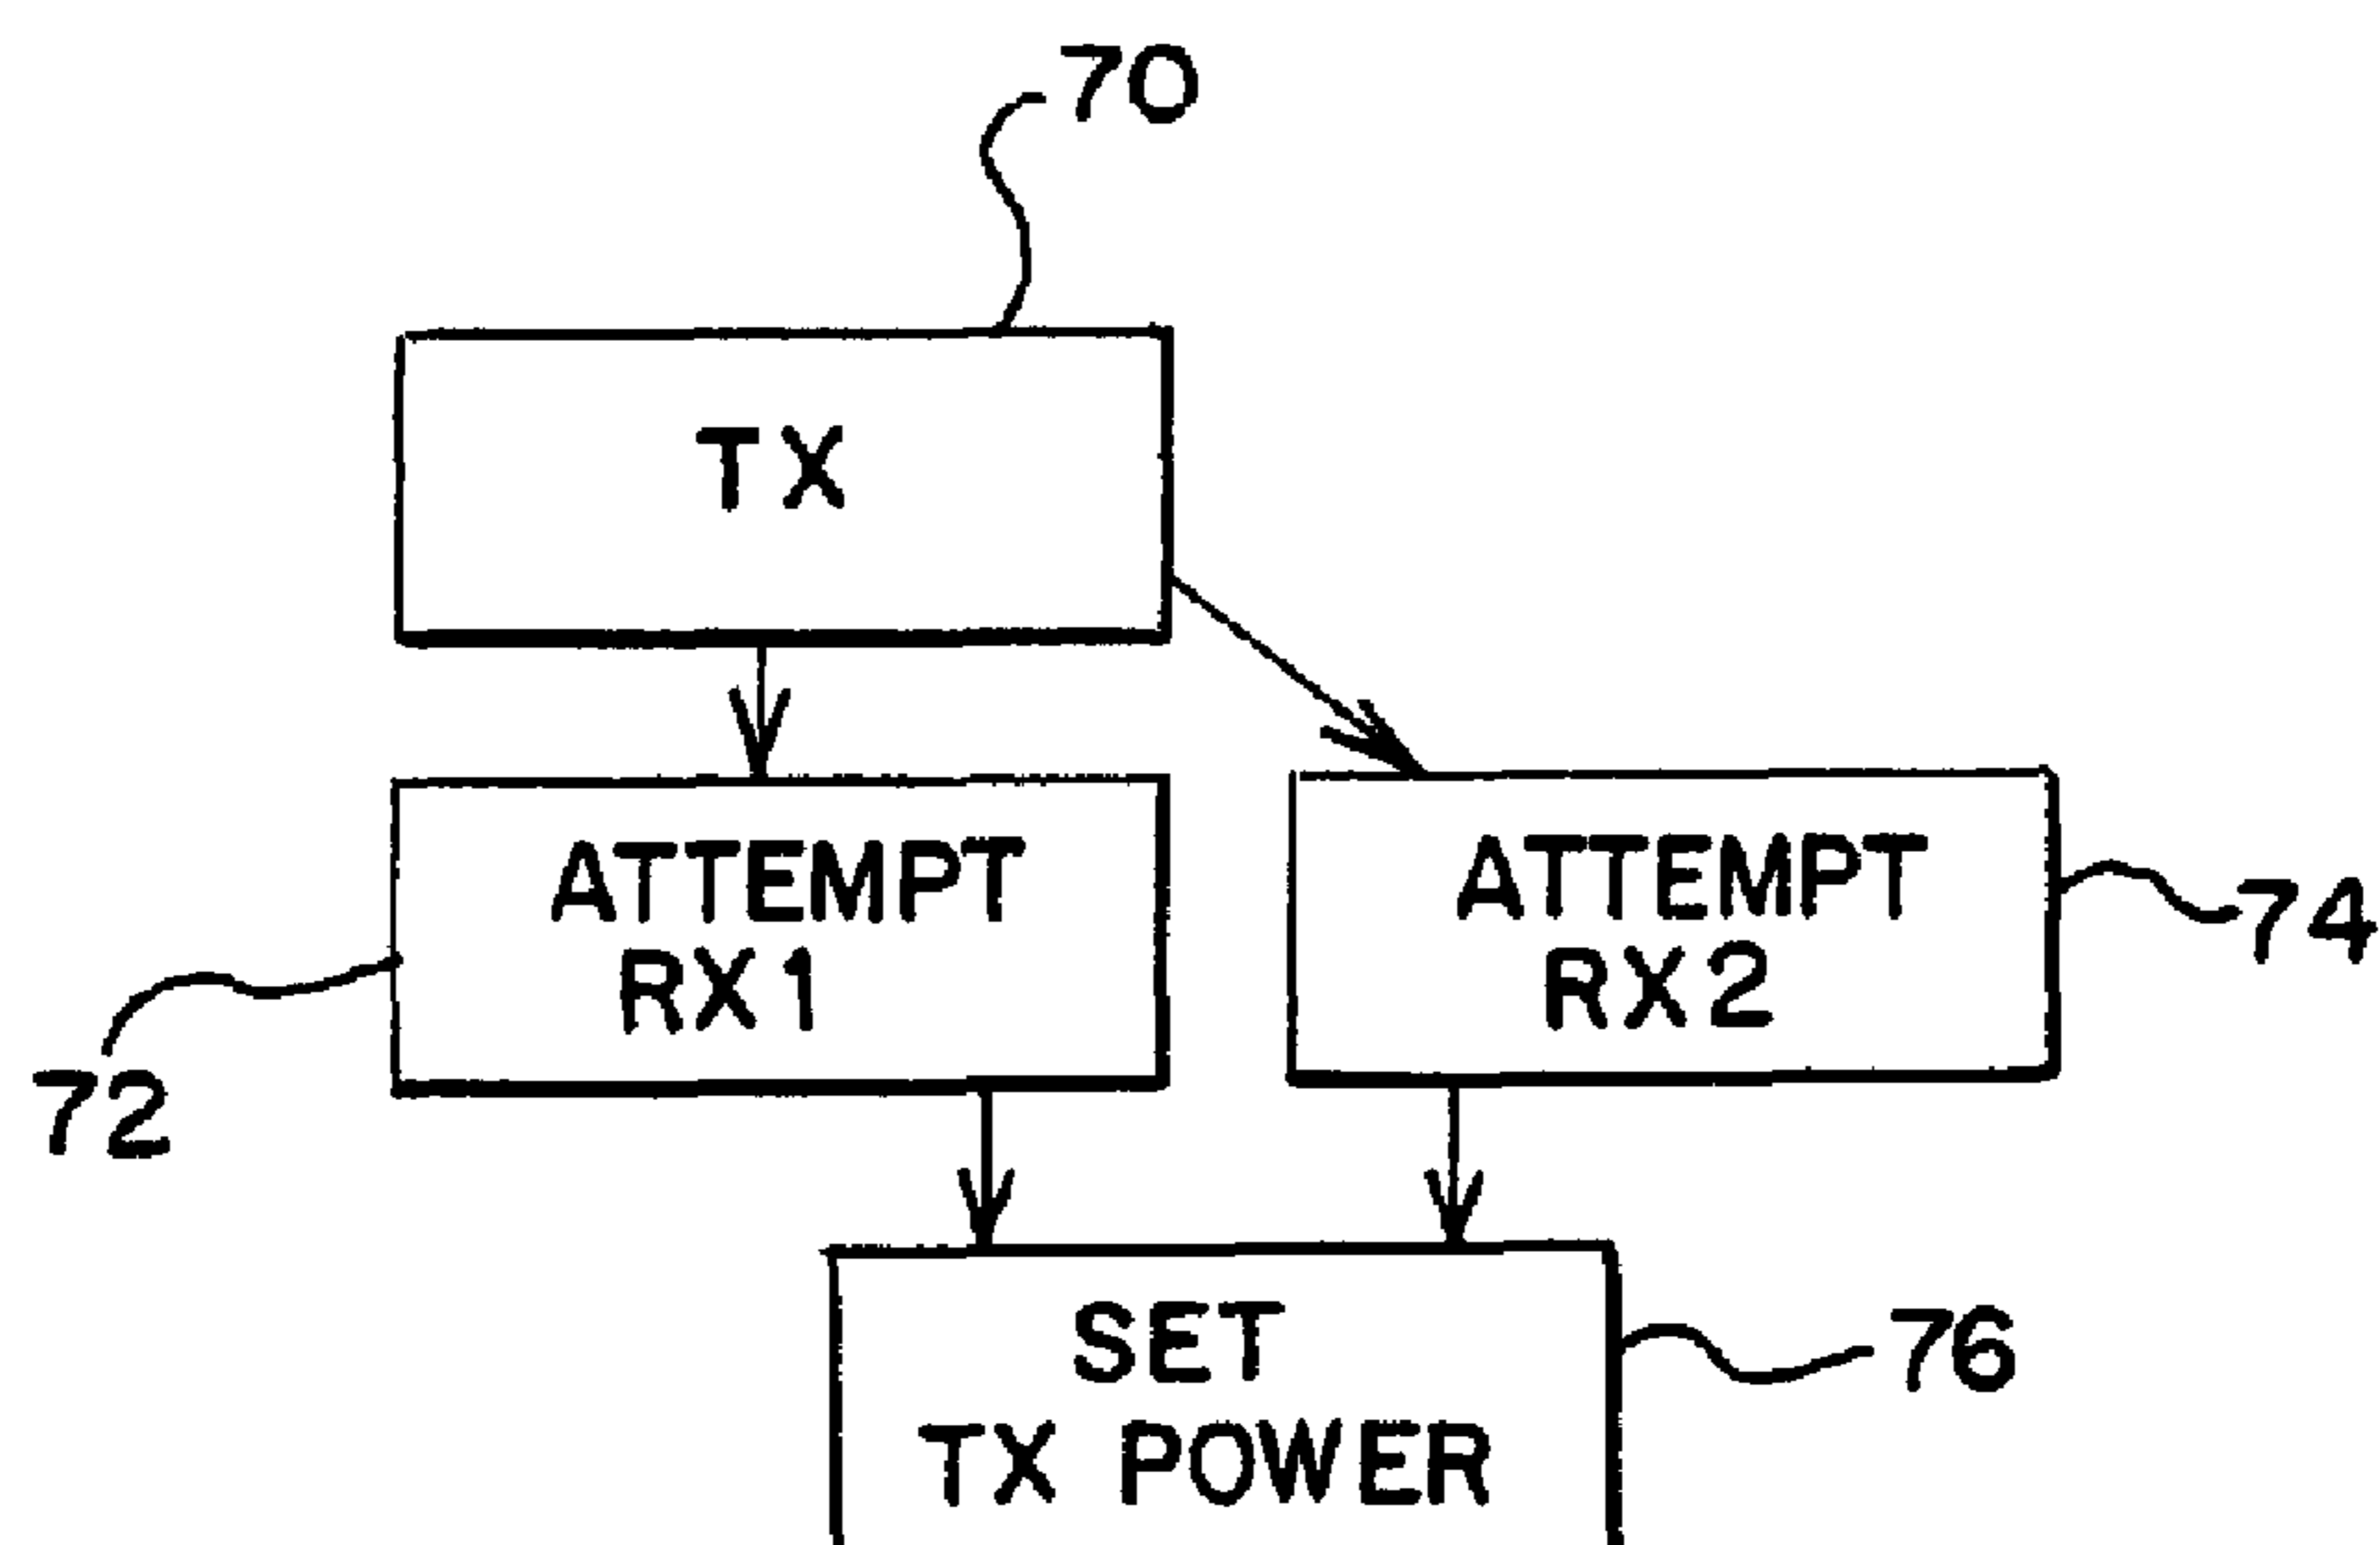 70
TX
ATTEMPT
RX1
ATTEMPT
RX2
74
72
SET
TX POWER
76